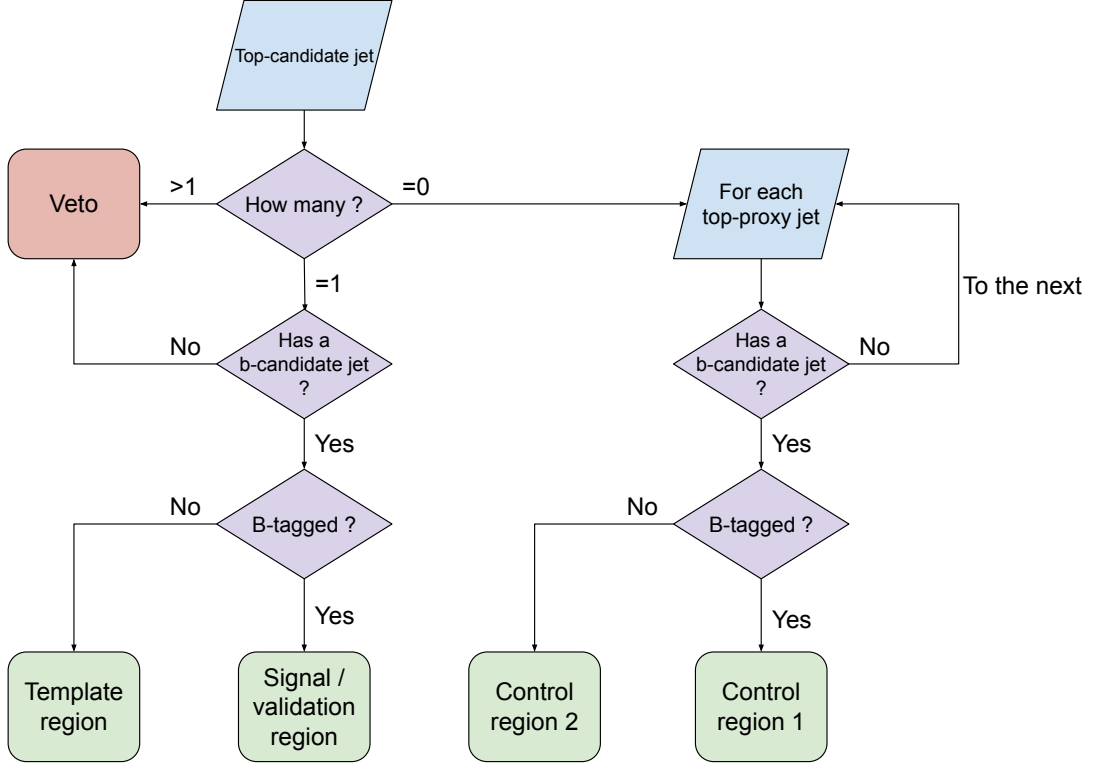 Top-candidate jet
Veto
>1
How many ?
=0
For each
top-proxy jet
=1
To the next
No
Has a
b-candidate jet
?
Has a
b-candidate jet
?
No
Yes
Yes
No
B-tagged ?
No
B-tagged ?
Yes
Yes
Template
region
Signal /
validation
region
Control
region 2
Control
region 1